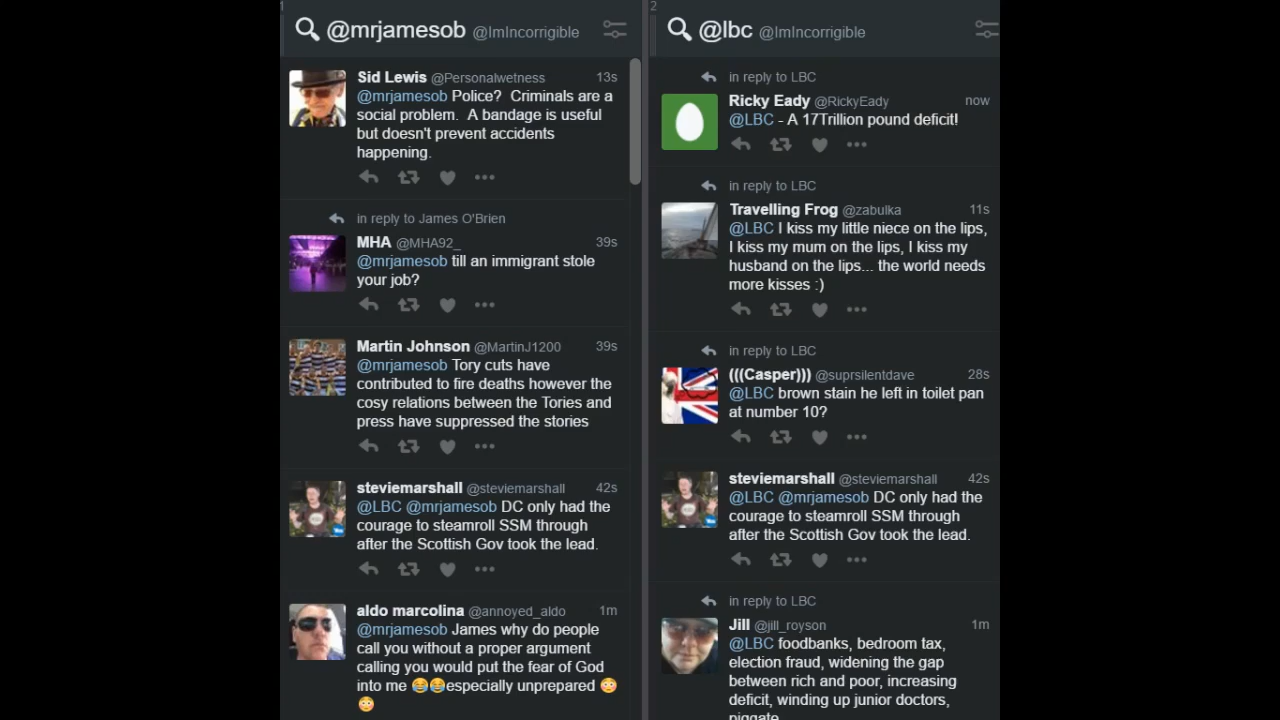 1
@mrjamesob @ImIncorrigible
Sid Lewis @Personalwetness 13s
@mrjamesob Police?  Criminals are a
social problem.  A bandage is useful
but doesn't prevent accidents
happening.
in reply to James O'Brien
MHA @MHA92_ 39s
@mrjamesob till an immigrant stole
your job?
Martin Johnson @MartinJ1200 39s
@mrjamesob Tory cuts have
contributed to fire deaths however the
cosy relations between the Tories and
press have suppressed the stories
steviemarshall @steviemarshall 42s
@LBC @mrjamesob DC only had the
courage to steamroll SSM through
after the Scottish Gov took the lead.
aldo marcolina @annoyed_aldo 1m
@mrjamesob James why do people
call you without a proper argument
calling you would put the fear of God
into me 😂😂especially unprepared 😳
😳
2
@lbc @ImIncorrigible
in reply to LBC
Ricky Eady @RickyEady now
@LBC - A 17Trillion pound deficit!
in reply to LBC
Travelling Frog @zabulka 11s
@LBC I kiss my little niece on the lips,
I kiss my mum on the lips, I kiss my
husband on the lips... the world needs
more kisses :)
in reply to LBC
(((Casper))) @suprsilentdave 28s
@LBC brown stain he left in toilet pan
at number 10?
steviemarshall @steviemarshall 42s
@LBC @mrjamesob DC only had the
courage to steamroll SSM through
after the Scottish Gov took the lead.
in reply to LBC
Jill @jill_royson 1m
@LBC foodbanks, bedroom tax,
election fraud, widening the gap
between rich and poor, increasing
deficit, winding up junior doctors,
piggate